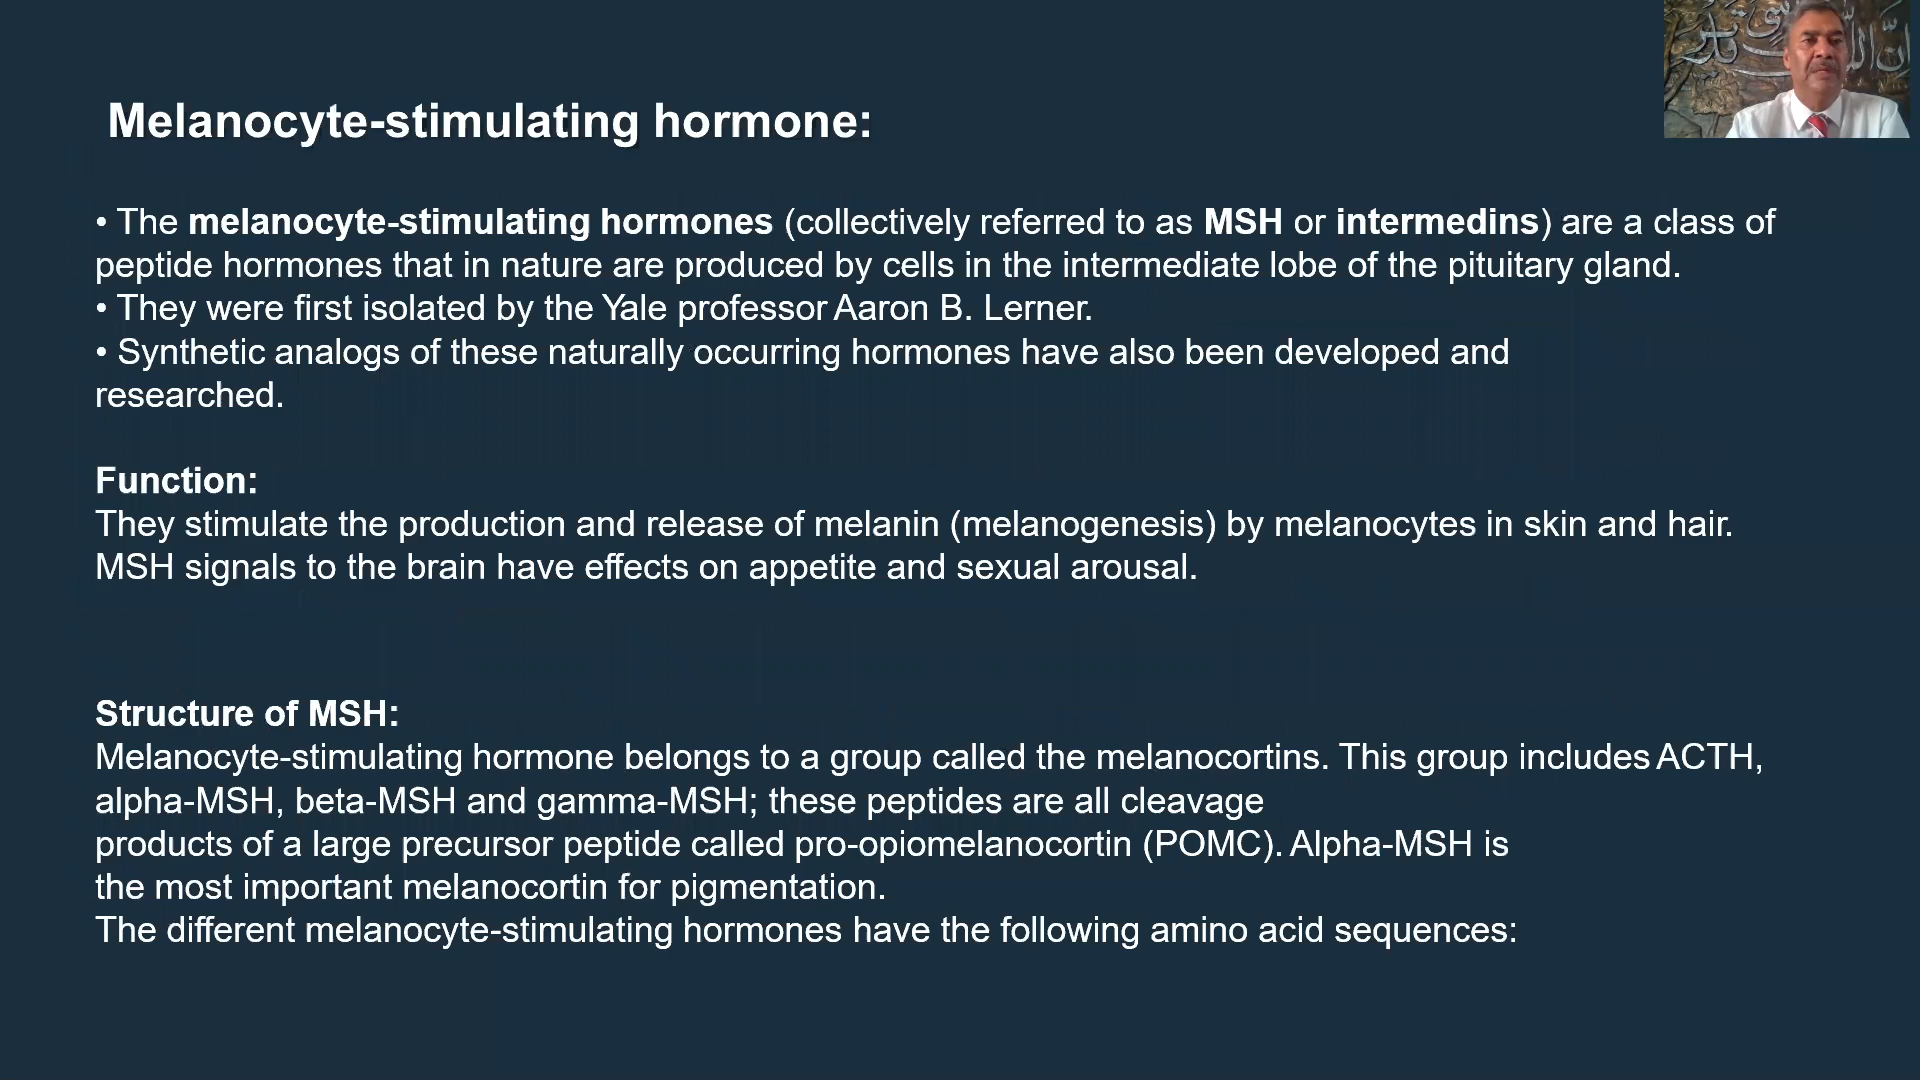 Melanocyte-stimulating hormone:
• The melanocyte-stimulating hormones (collectively referred to as MSH or intermedins) are a class of
peptide hormones that in nature are produced by cells in the intermediate lobe of the pituitary gland.
• They were first isolated by the Yale professor Aaron B. Lerner.
• Synthetic analogs of these naturally occurring hormones have also been developed and
researched.
Function:
They stimulate the production and release of melanin (melanogenesis) by melanocytes in skin and hair.
MSH signals to the brain have effects on appetite and sexual arousal.
Structure of MSH:
Melanocyte-stimulating hormone belongs to a group called the melanocortins. This group includes ACTH,
alpha-MSH, beta-MSH and gamma-MSH; these peptides are all cleavage
products of a large precursor peptide called pro-opiomelanocortin (POMC). Alpha-MSH is
the most important melanocortin for pigmentation.
The different melanocyte-stimulating hormones have the following amino acid sequences: